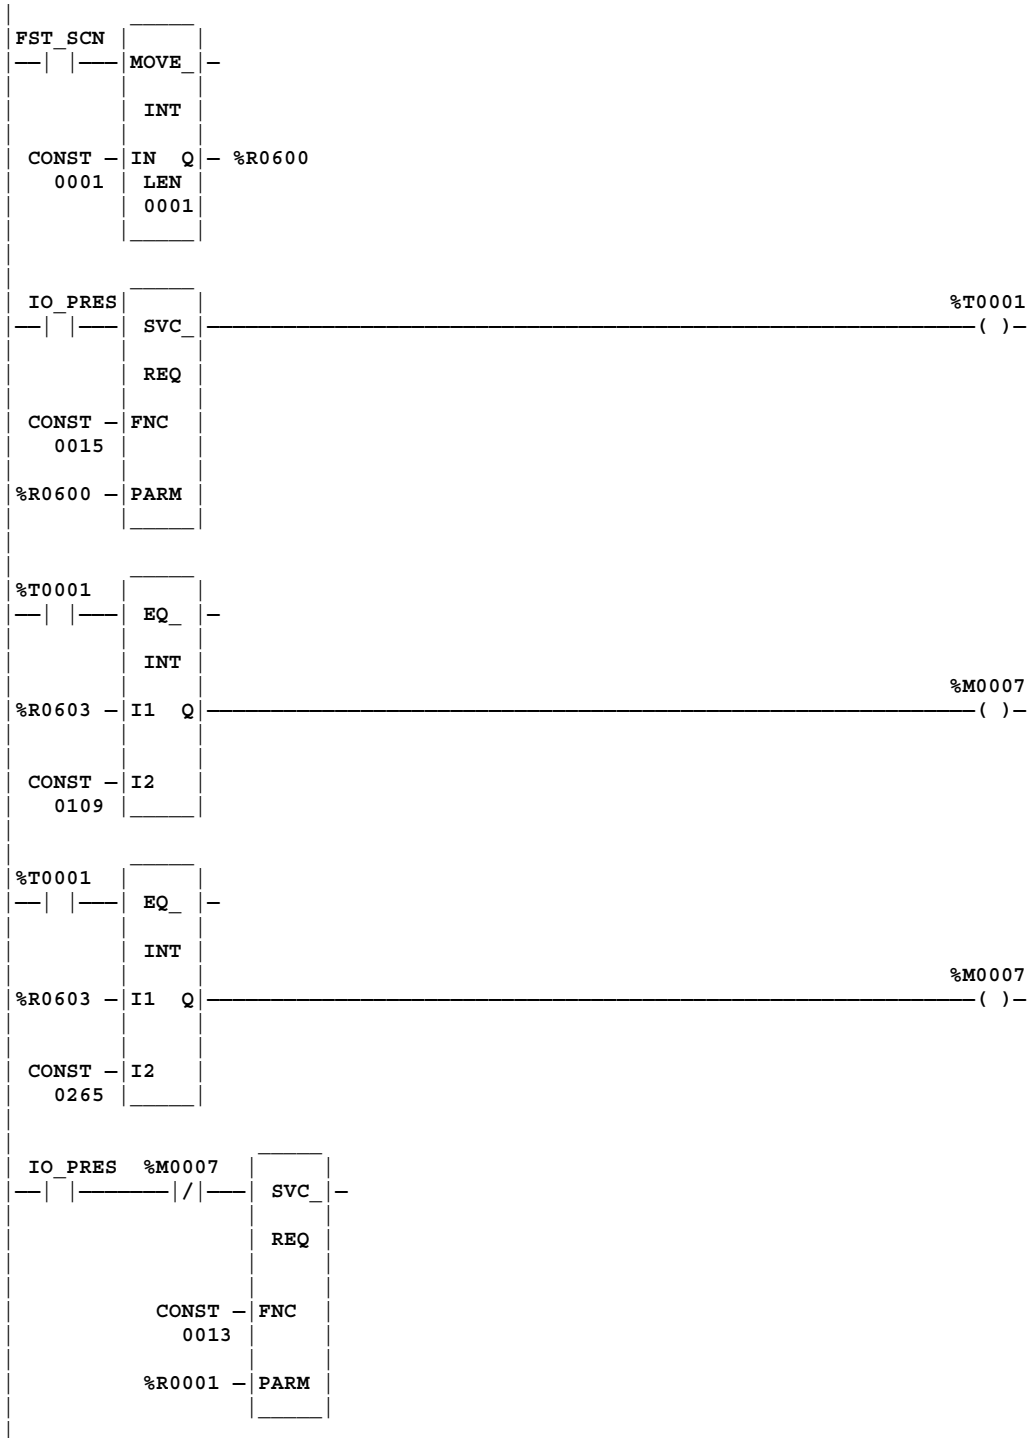 FST_SCN
MOVE_
INT
CONST IN Q %R0600
0001 LEN
0001
IO_PRES %T0001
SVC_ ( )
REQ
CONST FNC
0015
%R0600 PARM
%T0001
EQ_
INT
%M0007
%R0603 I1 Q ( )
CONST I2
0109
%T0001
EQ_
INT
%M0007
%R0603 I1 Q ( )
CONST I2
0265
IO_PRES %M0007
/ SVC_
REQ
CONST FNC
0013
%R0001 PARM